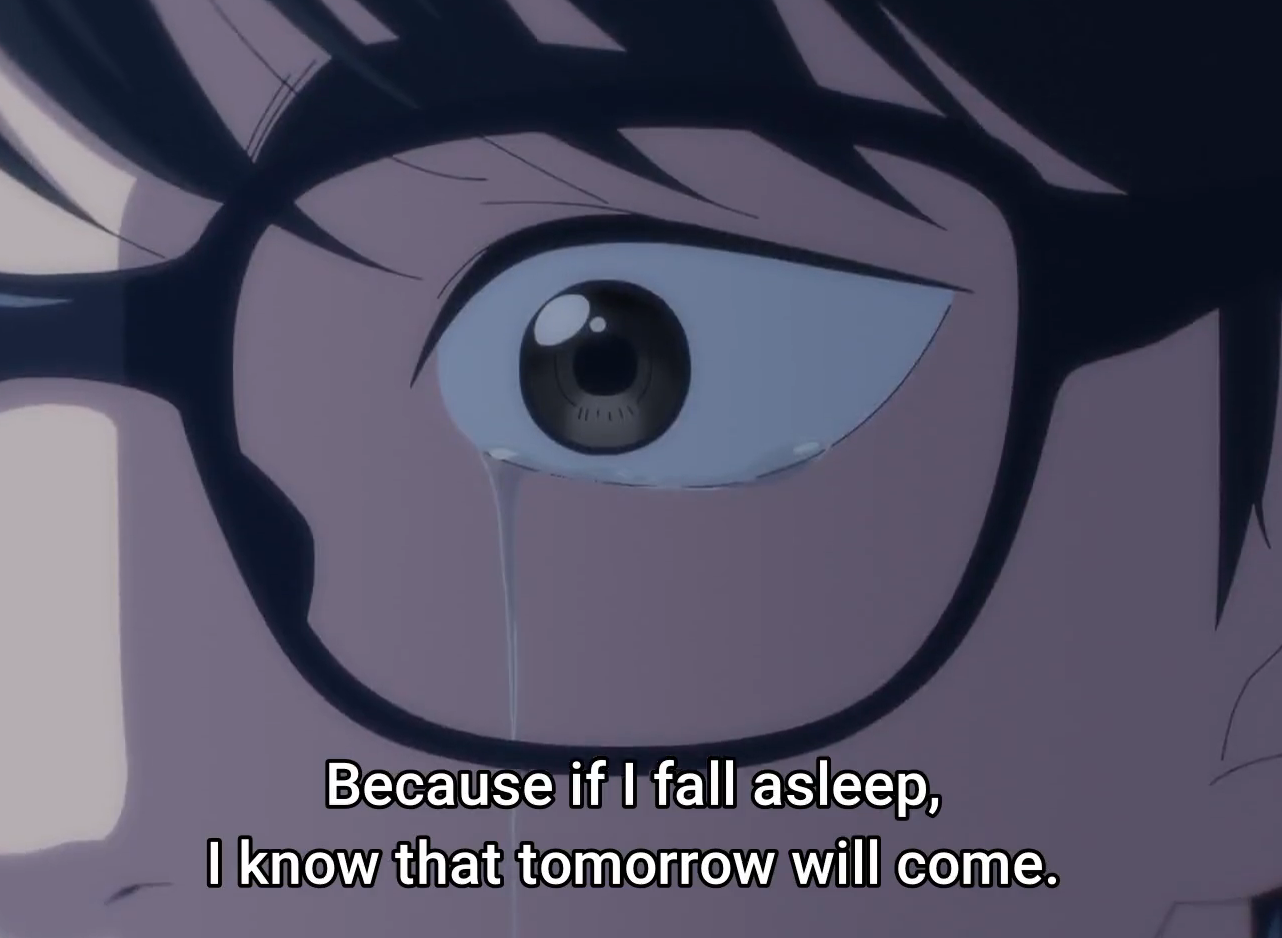 Because if I fall asleep,
I know that tomorrow will come.